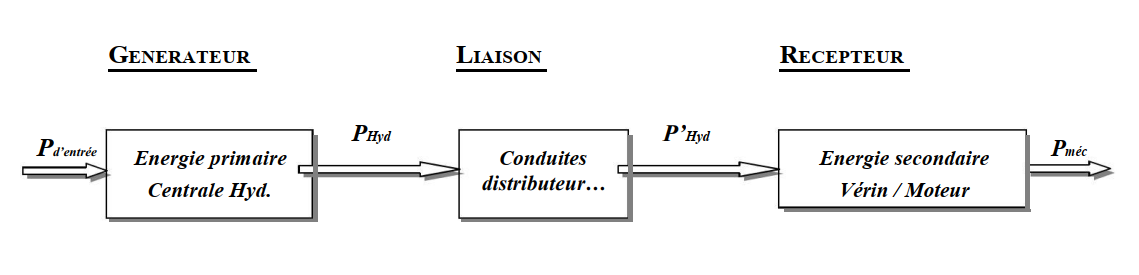 GENERATEUR
LIAISON
RECEPTEUR
Pd'entrée
Energie primaire
Centrale Hyd.
PHyd
Conduites
distributeur…
P'Hyd
Energie secondaire
Vérin / Moteur
Pméc